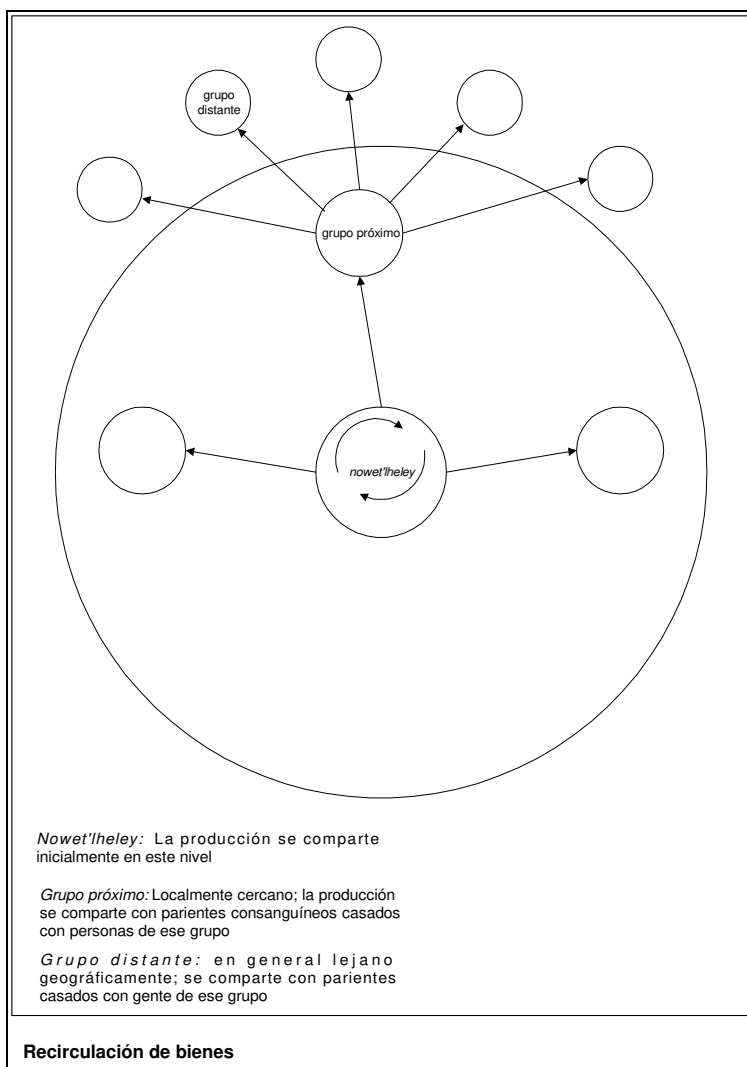 grupo
distante
grupo próximo
nowet'lheley
Nowet'lheley: La producción se comparte
inicialmente en este nivel
Grupo próximo: Localmente cercano; la producción
se comparte con parientes consanguíneos casados
con personas de ese grupo
Grupo distante: en general lejano
geográficamente; se comparte con parientes
casados con gente de ese grupo
Recirculación de bienes